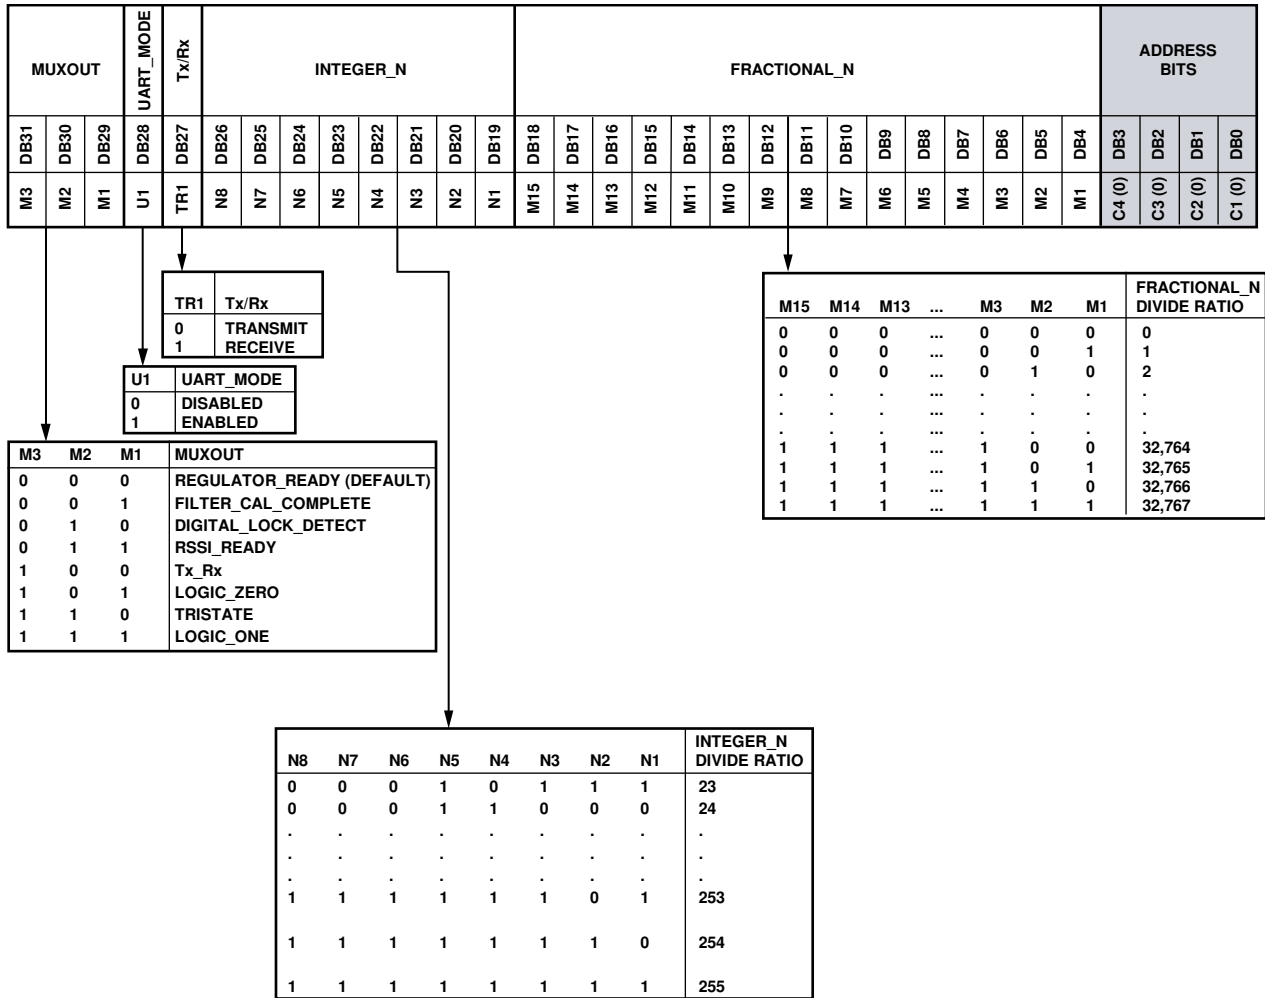 MUXOUT UART_MODE Tx/Rx INTEGER_N FRACTIONAL_N ADDRESS
BITS
DB31 DB30 DB29 DB28 DB27 DB26 DB25 DB24 DB23 DB22 DB21 DB20 DB19 DB18 DB17 DB16 DB15 DB14 DB13 DB12 DB11 DB10 DB9 DB8 DB7 DB6 DB5 DB4 DB3 DB2 DB1 DB0
M3 M2 M1 U1 TR1 N8 N7 N6 N5 N4 N3 N2 N1 M15 M14 M13 M12 M11 M10 M9 M8 M7 M6 M5 M4 M3 M2 M1 C4 (0) C3 (0) C2 (0) C1 (0)
TR1 Tx/Rx
0 TRANSMIT
1 RECEIVE
U1 UART_MODE
0 DISABLED
1 ENABLED
M3 M2 M1 MUXOUT
0 0 0 REGULATOR_READY (DEFAULT)
0 0 1 FILTER_CAL_COMPLETE
0 1 0 DIGITAL_LOCK_DETECT
0 1 1 RSSI_READY
1 0 0 Tx_Rx
1 0 1 LOGIC_ZERO
1 1 0 TRISTATE
1 1 1 LOGIC_ONE
FRACTIONAL_N
M15 M14 M13 ... M3 M2 M1 DIVIDE RATIO
0 0 0 ... 0 0 0 0
0 0 0 ... 0 0 1 1
0 0 0 ... 0 1 0 2
. . . ... . . . .
. . . ... . . . .
. . . ... . . . .
1 1 1 ... 1 0 0 32,764
1 1 1 ... 1 0 1 32,765
1 1 1 ... 1 1 0 32,766
1 1 1 ... 1 1 1 32,767
INTEGER_N
N8 N7 N6 N5 N4 N3 N2 N1 DIVIDE RATIO
0 0 0 1 0 1 1 1 23
0 0 0 1 1 0 0 0 24
. . . . . . . . .
. . . . . . . . .
. . . . . . . . .
1 1 1 1 1 1 0 1 253
1 1 1 1 1 1 1 0 254
1 1 1 1 1 1 1 1 255